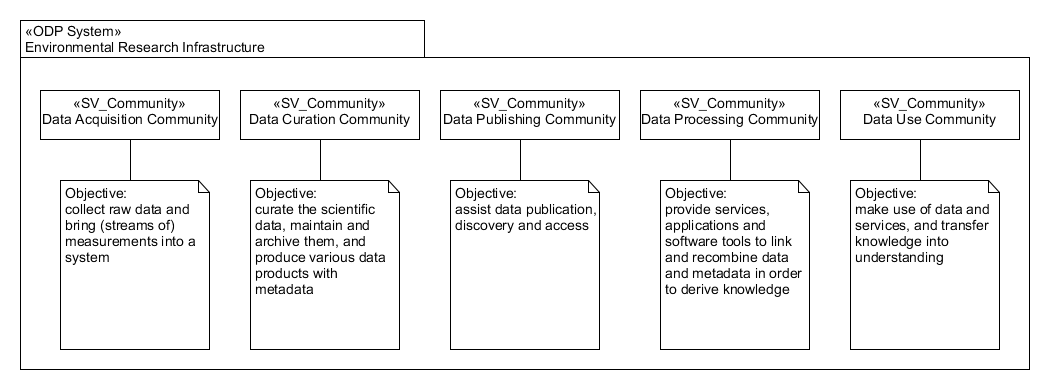 «ODP System»
Environmental Research Infrastructure
«SV_Community»
Data Acquisition Community
«SV_Community»
Data Curation Community
«SV_Community»
Data Publishing Community
«SV_Community»
Data Processing Community
«SV_Community»
Data Use Community
Objective:
collect raw data and
bring (streams of)
measurements into a
system
Objective:
curate the scientific
data, maintain and
archive them, and
produce various data
products with
metadata
Objective:
assist data publication,
discovery and access
Objective:
provide services,
applications and
software tools to link
and recombine data
and metadata in order
to derive knowledge
Objective:
make use of data and
services, and transfer
knowledge into
understanding